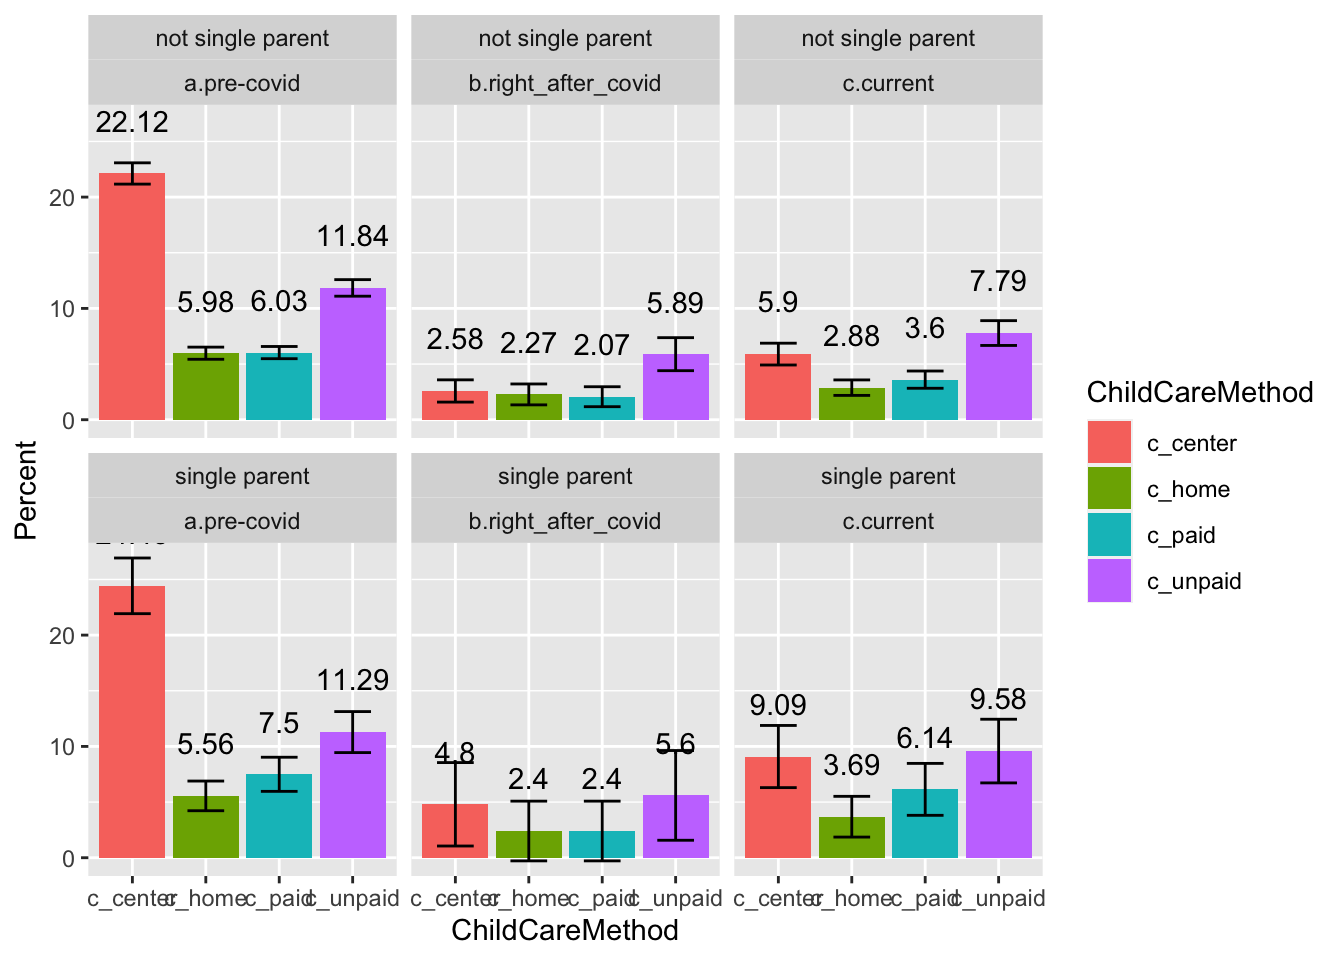 not single parent
not single parent
not single parent
a.pre-covid
b.right_after_covid
c.current
22.12
5.98
6.03
11.84
2.58
2.27
2.07
5.89
5.9
2.88
3.6
7.79
20
10
0
Percent
single parent
single parent
single parent
a.pre-covid
b.right_after_covid
c.current
5.56
7.5
11.29
4.8
2.4
2.4
5.6
9.09
3.69
6.14
9.58
20
10
0
c_center
c_home
c_paid
c_unpaid
c_center
c_home
c_paid
c_unpaid
c_center
c_home
c_paid
c_unpaid
ChildCareMethod
ChildCareMethod
c_center
c_home
c_paid
c_unpaid